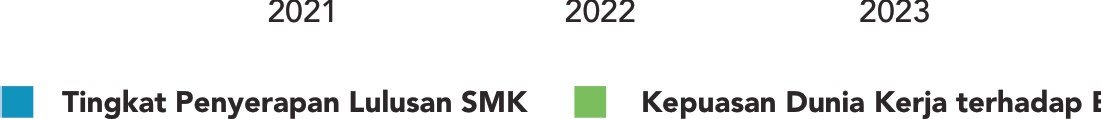 2021 2022 2023
Tingkat Penyerapan Lulusan SMK Kepuasan Dunia Kerja terhadap